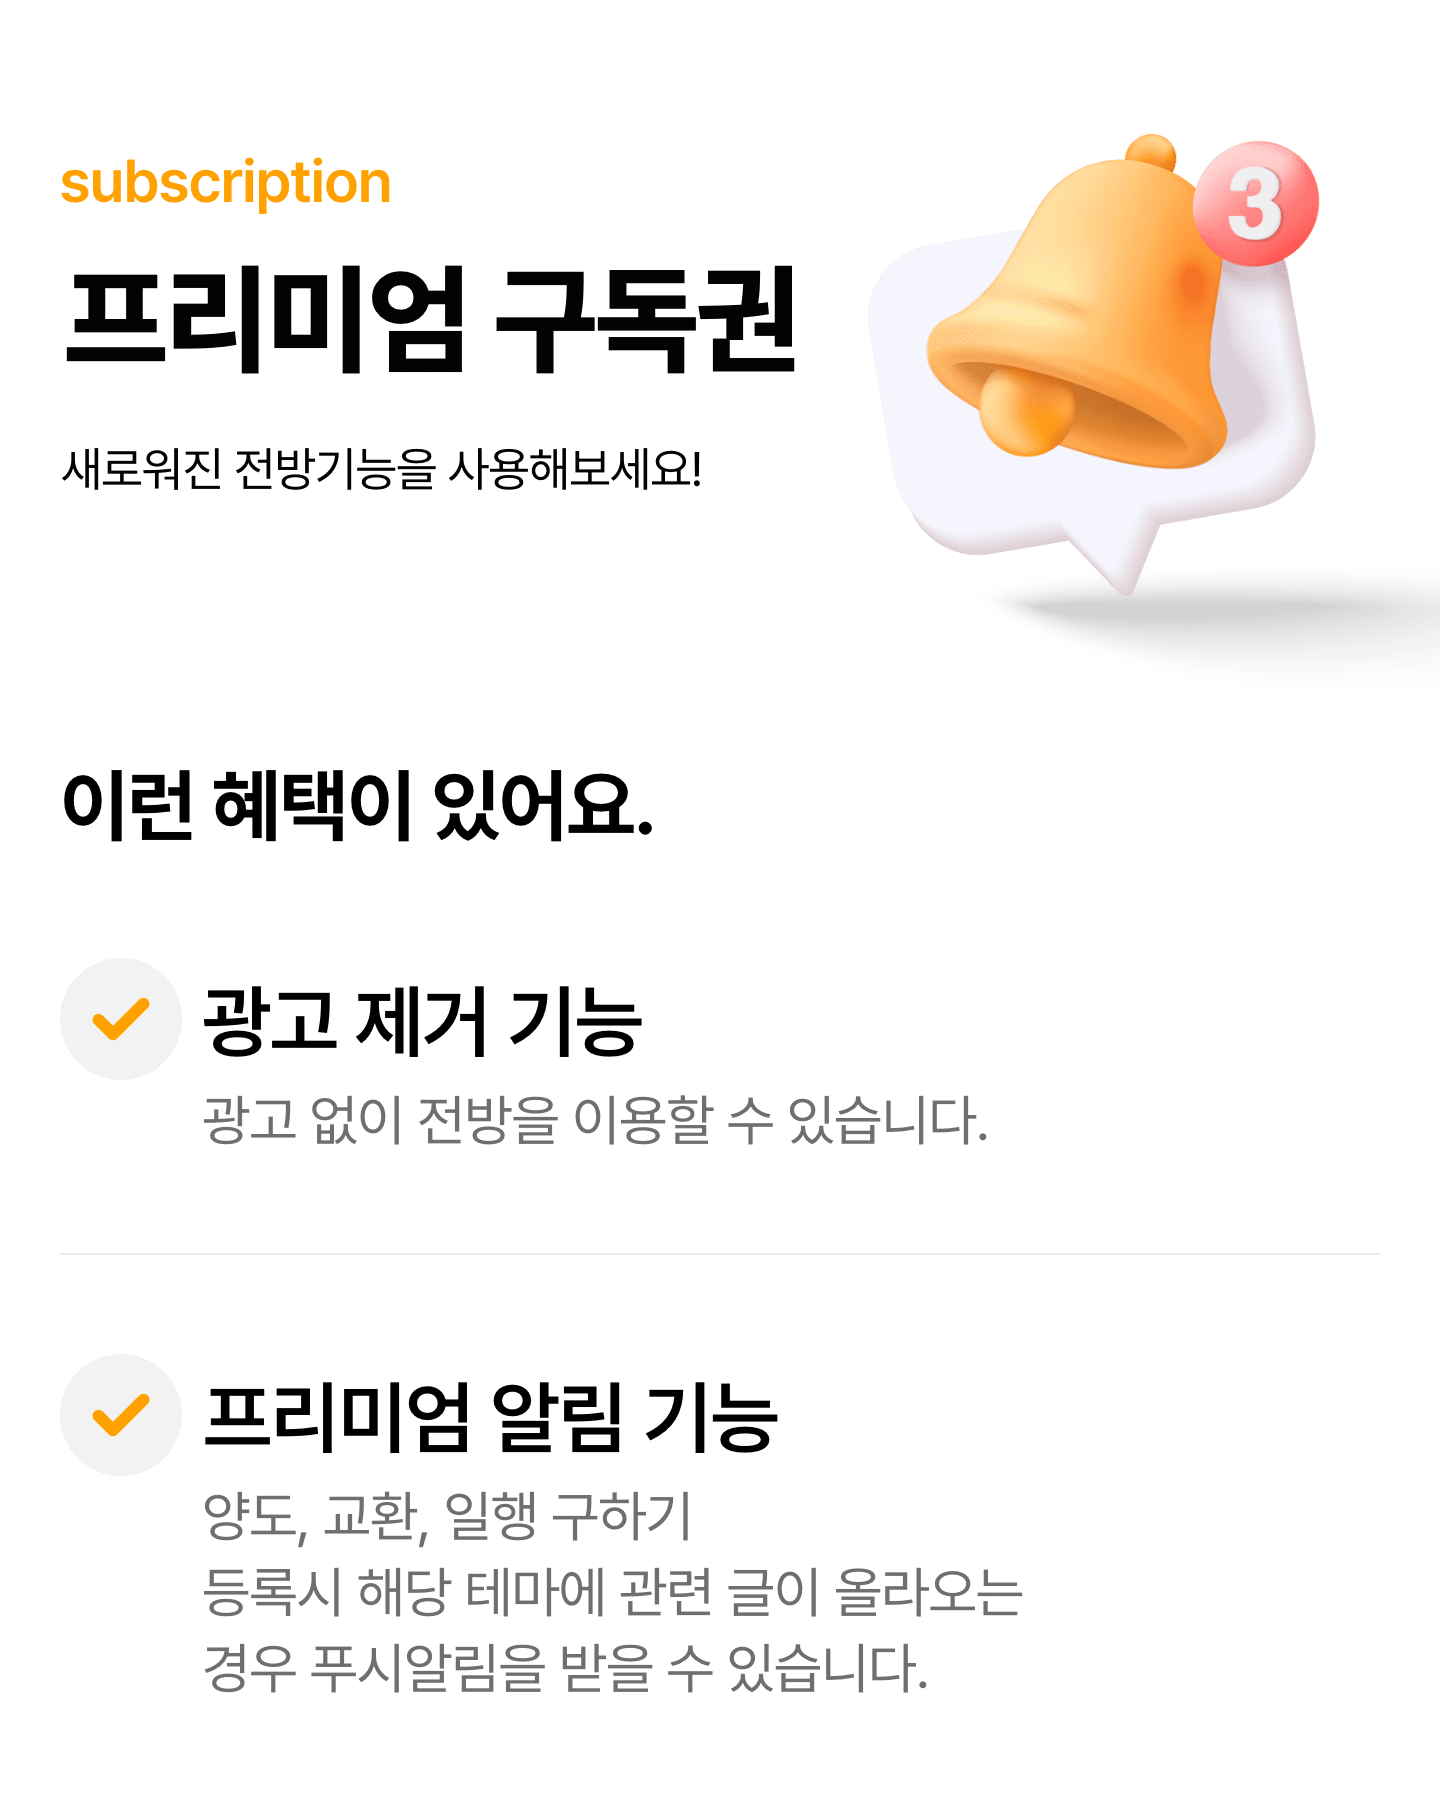 subscription
3
프리미엄 구독권
새로워진 전방기능을 사용해보세요!
이런 혜택이 있어요.
광고 제거 기능
광고 없이 전방을 이용할 수 있습니다.
프리미엄 알림 기능
양도, 교환, 일행 구하기
등록시 해당 테마에 관련 글이 올라오는
경우 푸시알림을 받을 수 있습니다.